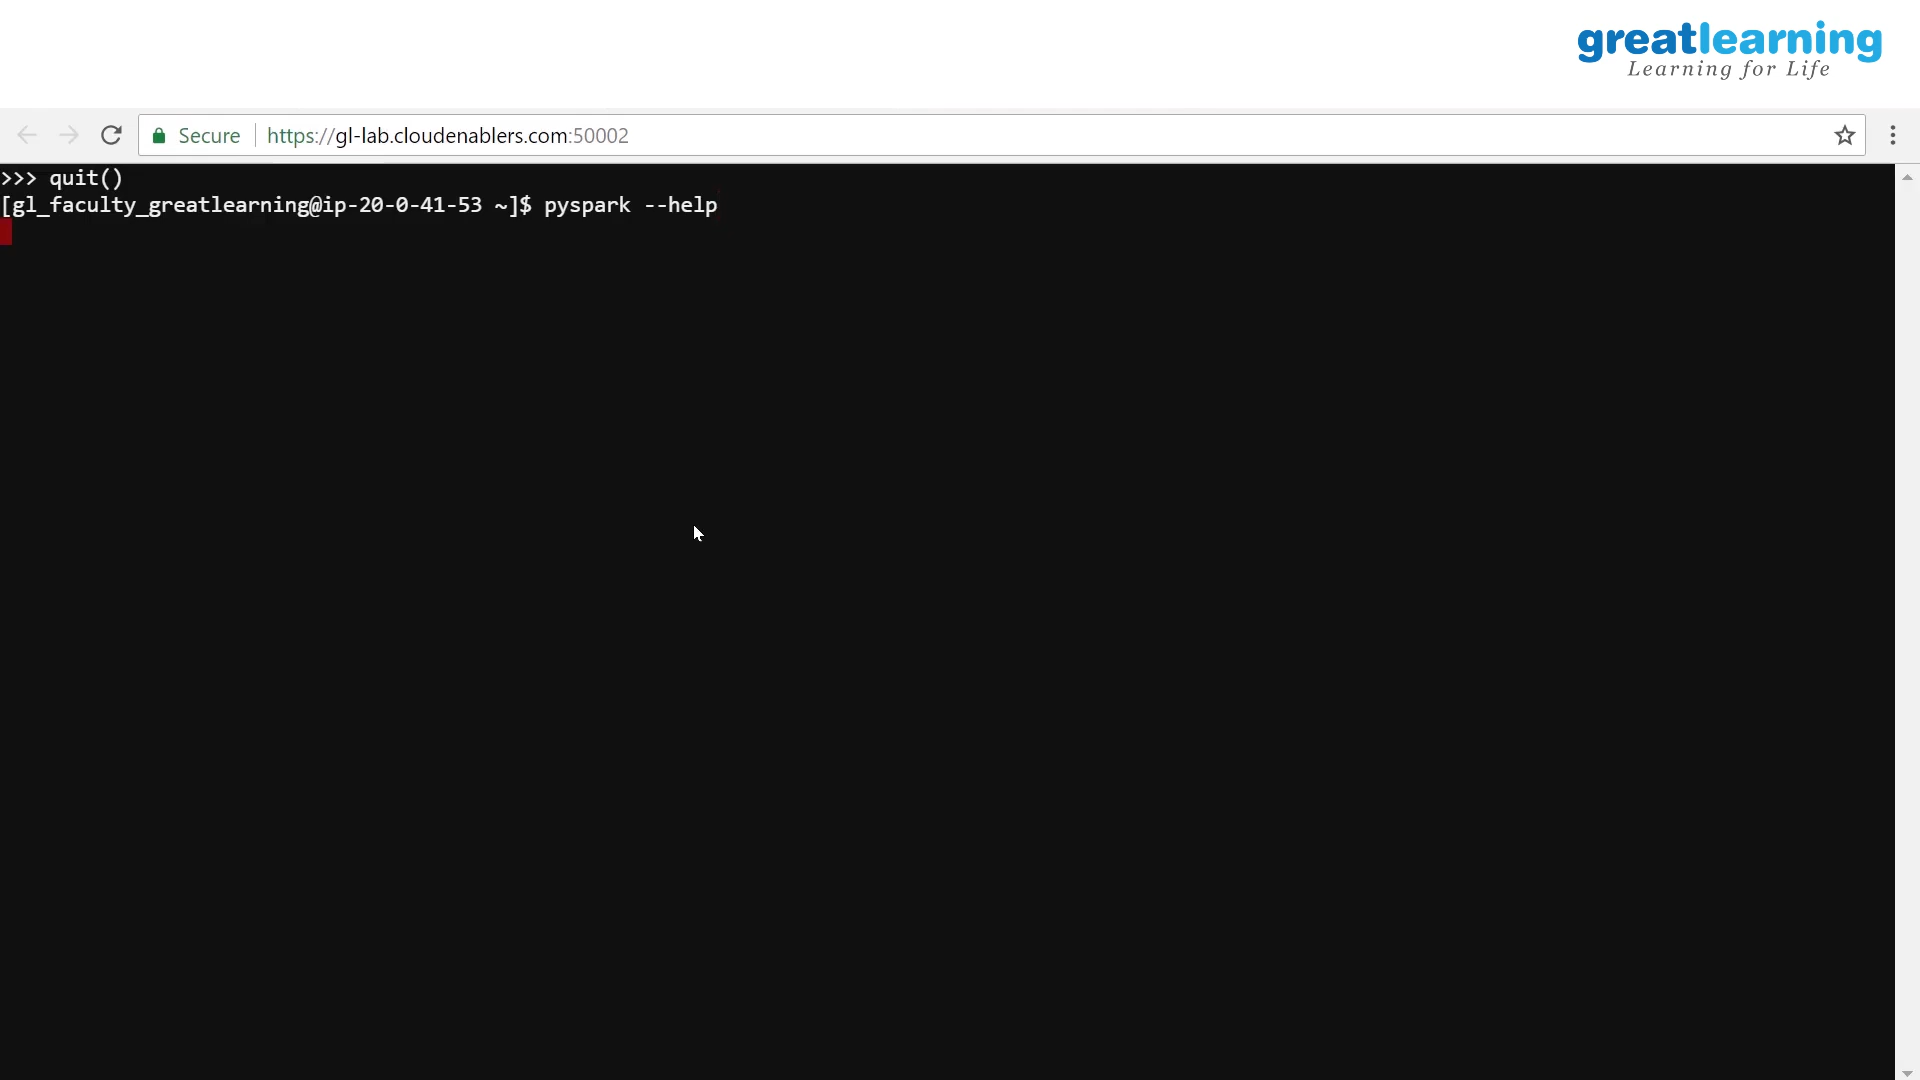 greatlearning
Learning for Life
Secure https://gl-lab.cloudenablers.com:50002
>>> quit()
[gl_faculty_greatlearning@ip-20-0-41-53 ~]$ pyspark --help